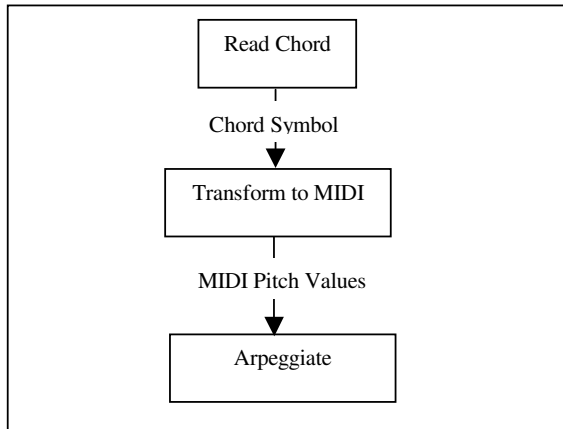 Read Chord
Chord Symbol
Transform to MIDI
MIDI Pitch Values
Arpeggiate